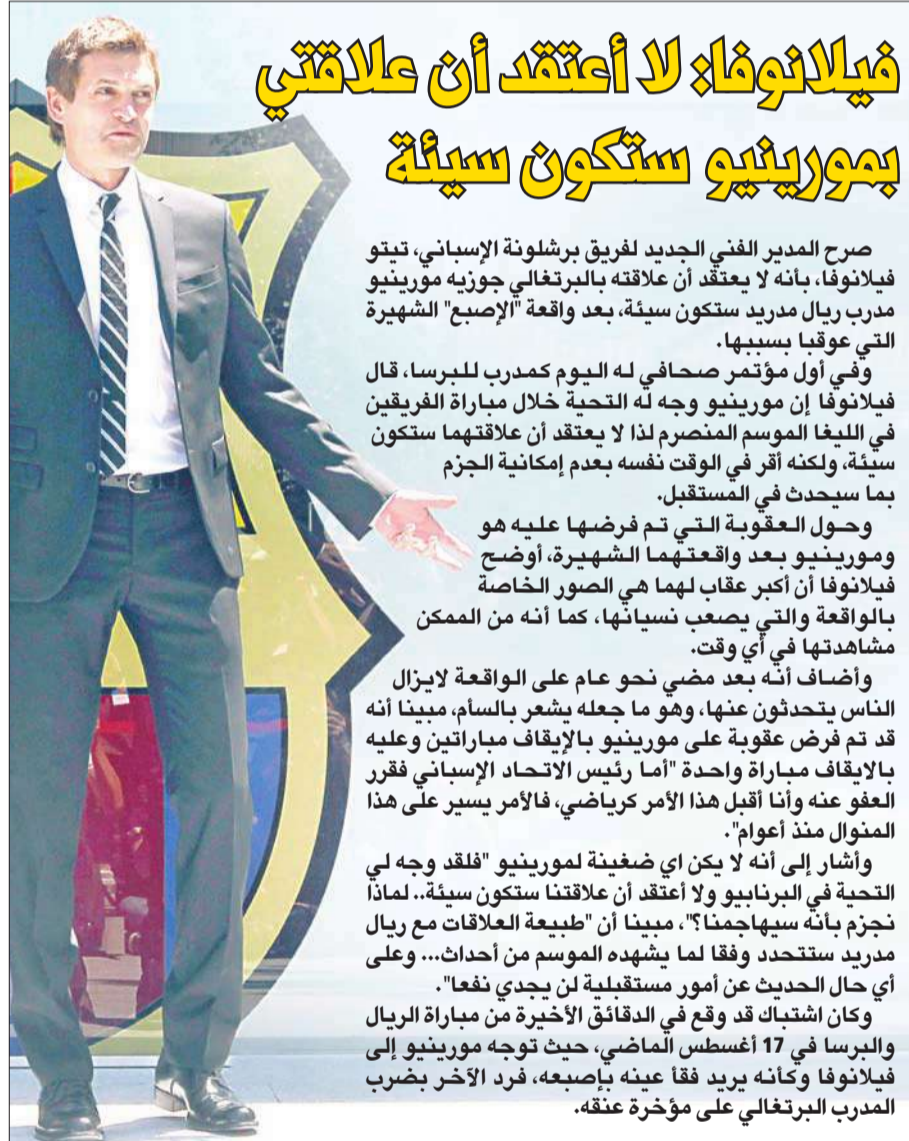 فيلانوفا: لا أعتقد أن علاقتي
بمورينيو ستكون سيئة
صرح المدير الفني الجديد لفريق برشلونة الإسباني، تيتو
فيلانوفا، بأنه لا يعتقد أن علاقته بالبرتغالي جوزيه مورينيو
مدرب ريال مدريد ستكون سيئة، بعد واقعة "الإصبع" الشهيرة
التي عوقبا بسببها.
وفي أول مؤتمر صحافي له اليوم كمدرب للبرسا، قال
فيلانوفا إن مورينيو وجه له التحية خلال مباراة الفريقين
في الليغا الموسم المنصرم لذا لا يعتقد أن علاقتهما ستكون
سيئة، ولكنه أقر في الوقت نفسه بعدم إمكانية الجزم
بما سيحدث في المستقبل.
وحول العقوبة التي تم فرضها عليه هو
ومورينيو بعد واقعتهما الشهيرة، أوضح
فيلانوفا أن أكبر عقاب لهما هي الصور الخاصة
بالواقعة والتي يصعب نسيانها، كما أنه من الممكن
مشاهدتها في أي وقت.
وأضاف أنه بعد مضي نحو عام على الواقعة لايزال
الناس يتحدثون عنها، وهو ما جعله يشعر بالسأم، مبينا أنه
قد تم فرض عقوبة على مورينيو بالإيقاف مباراتين وعليه
بالايقاف مباراة واحدة "أما رئيس الاتحاد الإسباني فقرر
العفو عنه وأنا أقبل هذا الأمر كرياضي، فالأمر يسير على هذا
المنوال منذ أعوام".
وأشار إلى أنه لا يكن اي ضغينة لمورينيو "فلقد وجه لي
التحية في البرنابيو ولا أعتقد أن علاقتنا ستكون سيئة.. لماذا
نجزم بأنه سيهاجمنا؟"، مبينا أن "طبيعة العلاقات مع ريال
مدريد ستتحدد وفقا لما يشهده الموسم من أحداث... وعلى
أي حال الحديث عن أمور مستقبلية لن يجدي نفعا".
وكان اشتباك قد وقع في الدقائق الأخيرة من مباراة الريال
والبرسا في 17 أغسطس الماضي، حيث توجه مورينيو إلى
فيلانوفا وكأنه يريد فقأ عينه بإصبعه، فرد الآخر بضرب
المدرب البرتغالي على مؤخرة عنقه.